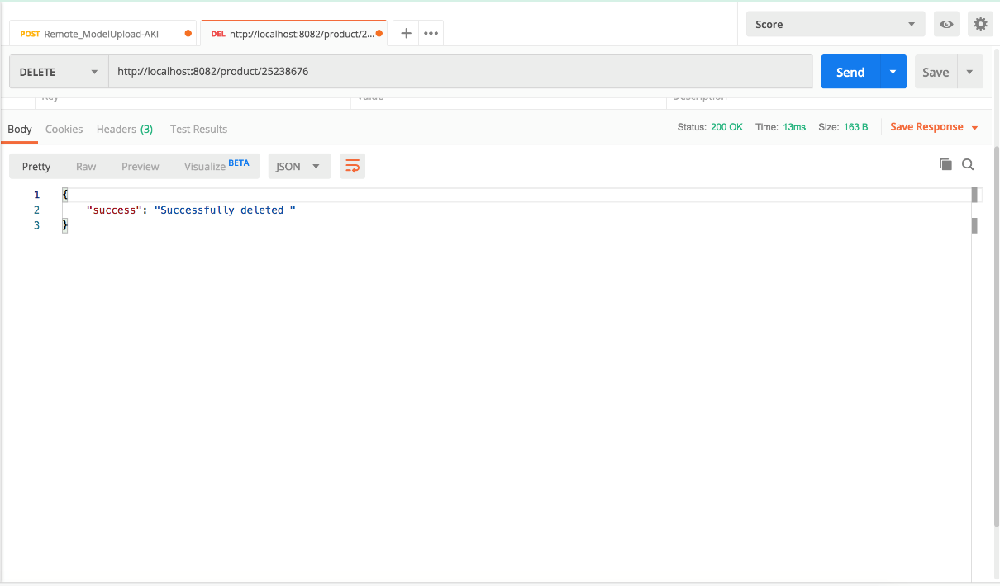 POST Remote_ModelUpload-AKI
DEL http://localhost:8082/product/2...
Score
DELETE
http://localhost:8082/product/25238676
Send
Save
Key
Value
Description
Body
Cookies
Headers (3)
Test Results
Status: 200 OK
Time: 13ms
Size: 163 B
Save Response
Pretty
Raw
Preview
Visualize BETA
JSON
1 {
2 "success": "Successfully deleted "
3 }